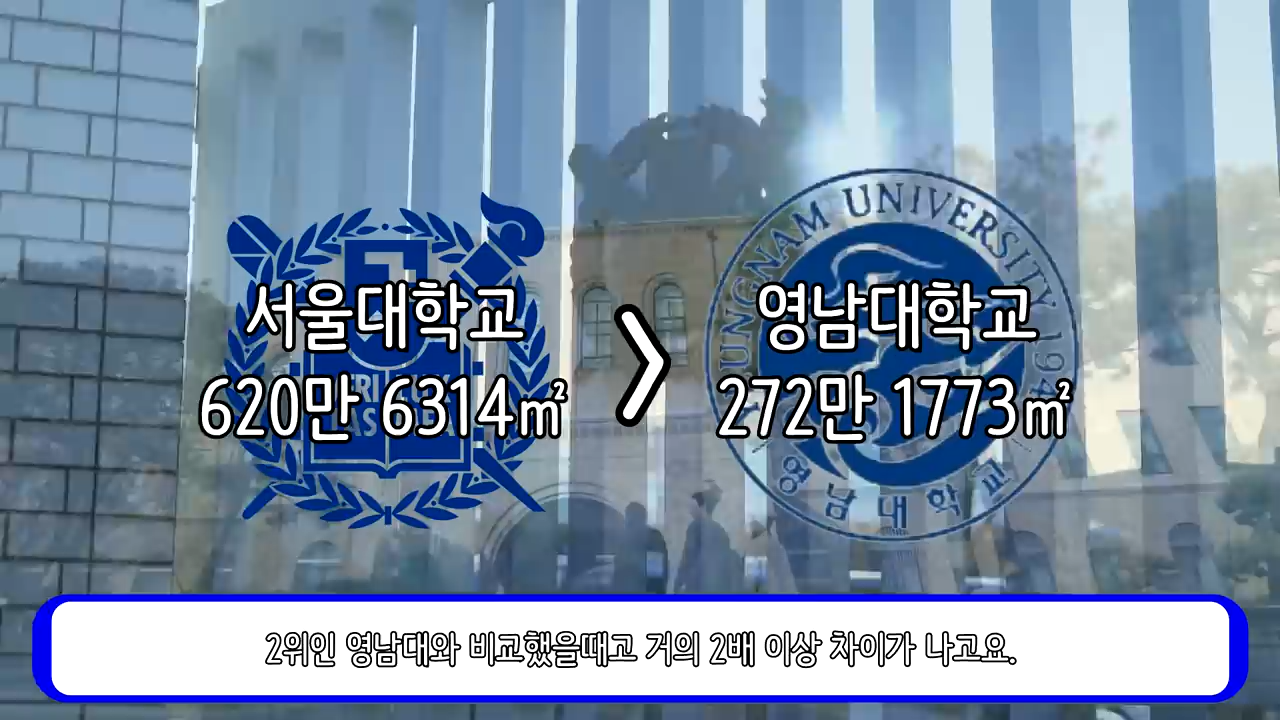 서울대학교
620만 6314㎡
>
영남대학교
272만 1773㎡
UNIVERSITY 194
영남대학교
2위인 영남대와 비교했을때고 거의 2배 이상 차이가 나고요.